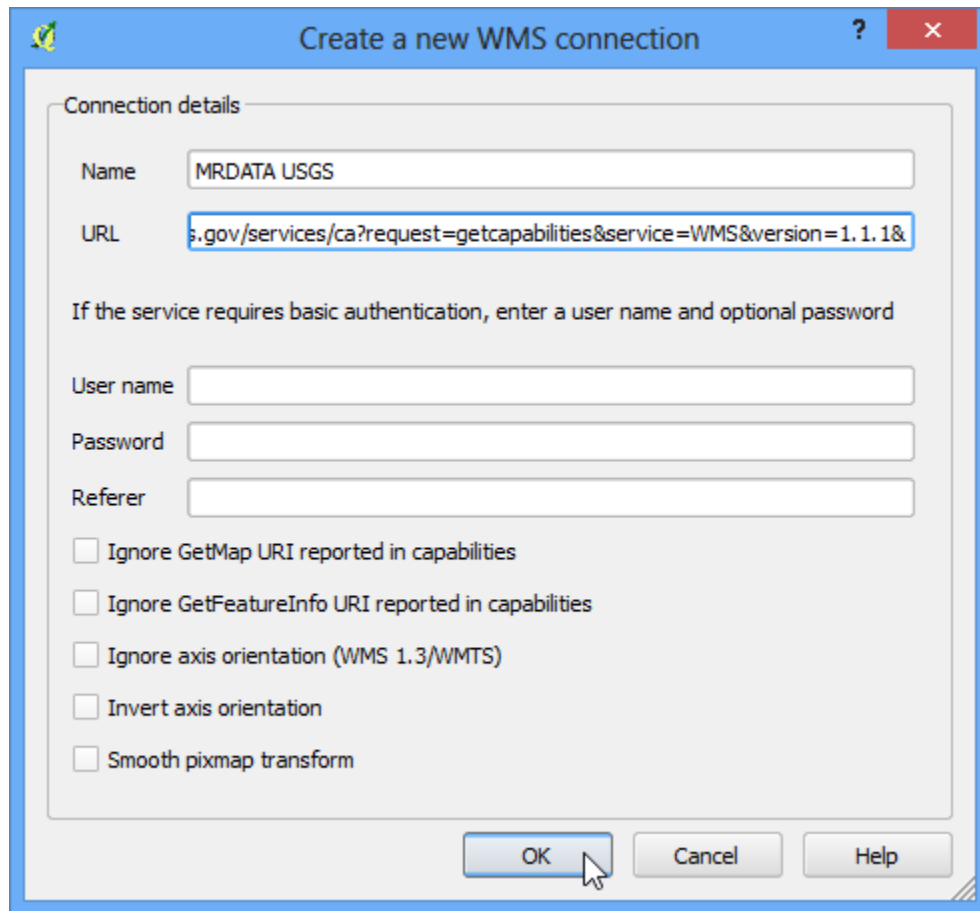 Create a new WMS connection
?
×
Connection details
Name MRDATA USGS
URL s.gov/services/ca?request=getcapabilities&service=WMS&version=1.1.1&
If the service requires basic authentication, enter a user name and optional password
User name
Password
Referer
Ignore GetMap URI reported in capabilities
Ignore GetFeatureInfo URI reported in capabilities
Ignore axis orientation (WMS 1.3/WMTS)
Invert axis orientation
Smooth pixmap transform
OK Cancel Help